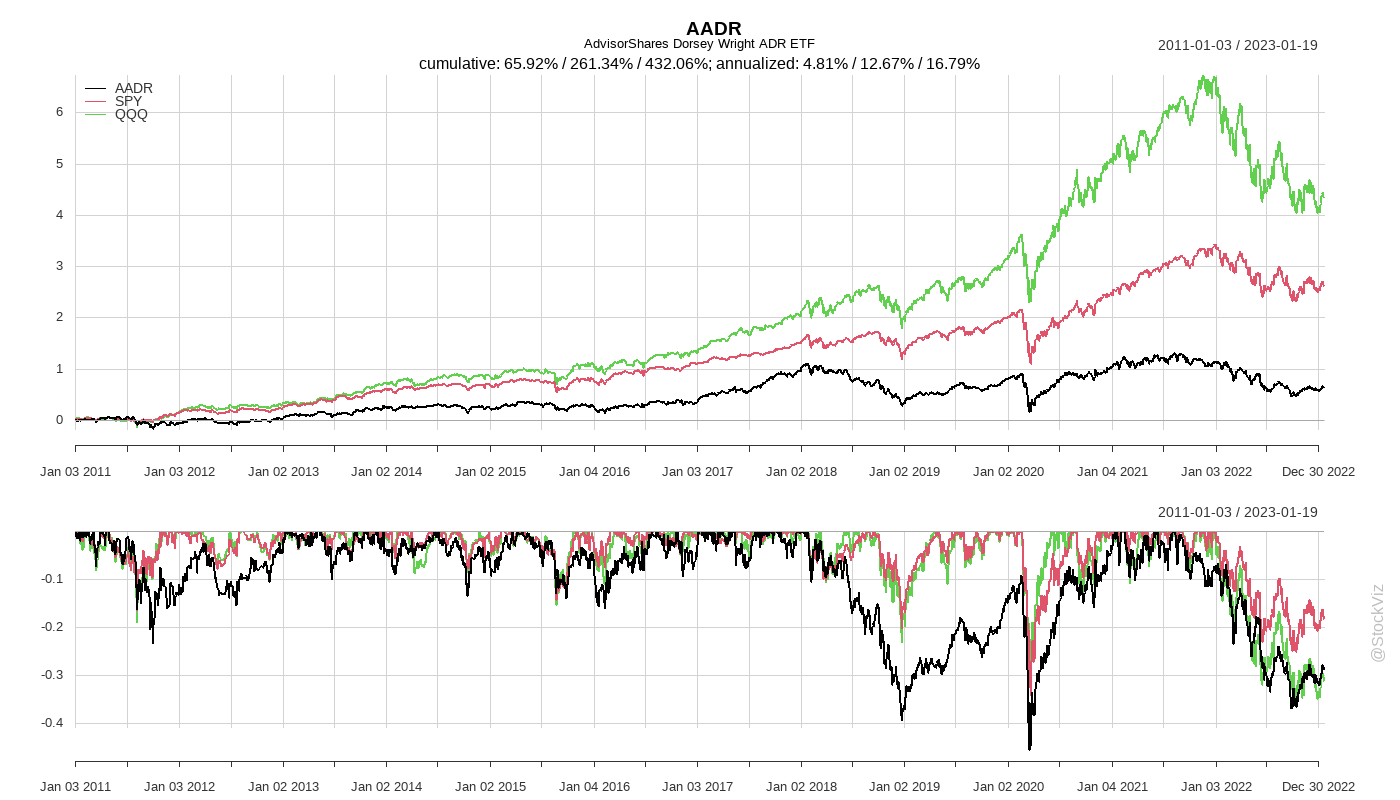 AADR
AdvisorShares Dorsey Wright ADR ETF
2011-01-03 / 2023-01-19
cumulative: 65.92% / 261.34% / 432.06%; annualized: 4.81% / 12.67% / 16.79%
AADR
SPY
QQQ
6
5
4
3
2
1
0
Jan 03 2011 Jan 03 2012 Jan 02 2013 Jan 02 2014 Jan 02 2015 Jan 04 2016 Jan 03 2017 Jan 02 2018 Jan 02 2019 Jan 02 2020 Jan 04 2021 Jan 03 2022 Dec 30 2022
2011-01-03 / 2023-01-19
-0.1
-0.2
-0.3
-0.4
Jan 03 2011 Jan 03 2012 Jan 02 2013 Jan 02 2014 Jan 02 2015 Jan 04 2016 Jan 03 2017 Jan 02 2018 Jan 02 2019 Jan 02 2020 Jan 04 2021 Jan 03 2022 Dec 30 2022
@StockViz